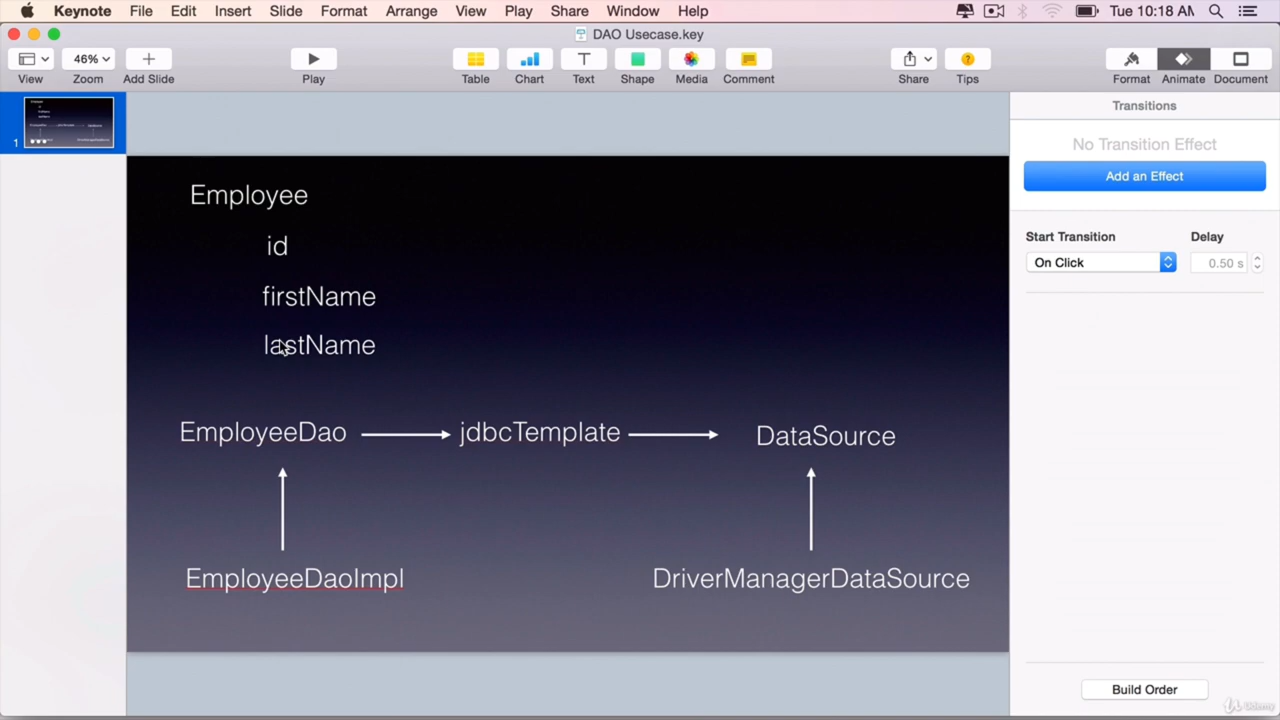 Keynote File Edit Insert Slide Format Arrange View Play Share Window Help Tue 10:18 AM
DAO Usecase.key
46%
View Zoom Add Slide Play Table Chart Text Shape Media Comment Share Tips Format Animate Document
Transitions
No Transition Effect
Add an Effect
Start Transition Delay
On Click 0.50 s
1
Employee
id
firstName
lastName
EmployeeDao jdbcTemplate DataSource
EmployeeDaoImpl DriverManagerDataSource
Build Order
Udemy